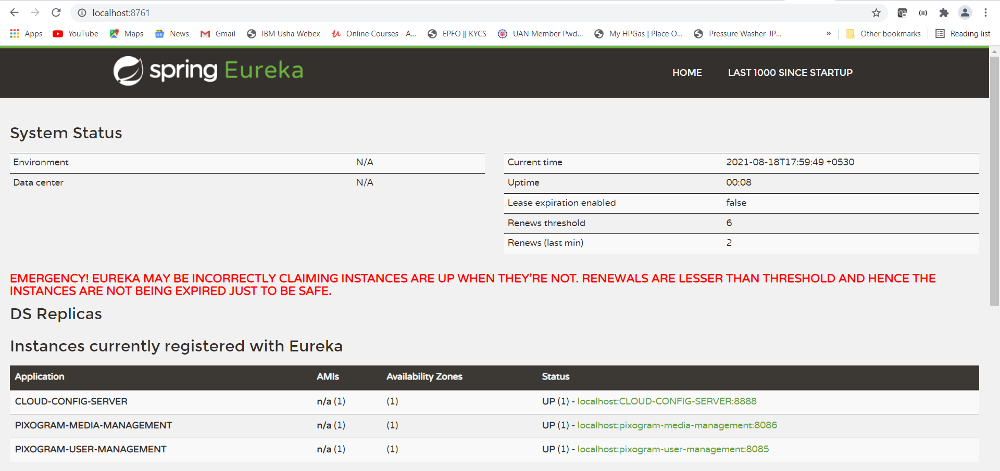 localhost:8761
Apps YouTube Maps News Gmail IBM Usha Webex Online Courses - A... EPFO || KYCS UAN Member Pwd... My HPGas | Place O... Pressure Washer-JP... » Other bookmarks Reading list
spring Eureka HOME LAST 1000 SINCE STARTUP
System Status
Environment N/A
Data center N/A
Current time 2021-08-18T17:59:49 +0530
Uptime 00:08
Lease expiration enabled false
Renews threshold 6
Renews (last min) 2
EMERGENCY! EUREKA MAY BE INCORRECTLY CLAIMING INSTANCES ARE UP WHEN THEY'RE NOT. RENEWALS ARE LESSER THAN THRESHOLD AND HENCE THE
INSTANCES ARE NOT BEING EXPIRED JUST TO BE SAFE.
DS Replicas
Instances currently registered with Eureka
Application AMIs Availability Zones Status
CLOUD-CONFIG-SERVER n/a (1) (1) UP (1) - localhost:CLOUD-CONFIG-SERVER:8888
PIXOGRAM-MEDIA-MANAGEMENT n/a (1) (1) UP (1) - localhost:pixogram-media-management:8086
PIXOGRAM-USER-MANAGEMENT n/a (1) (1) UP (1) - localhost:pixogram-user-management:8085